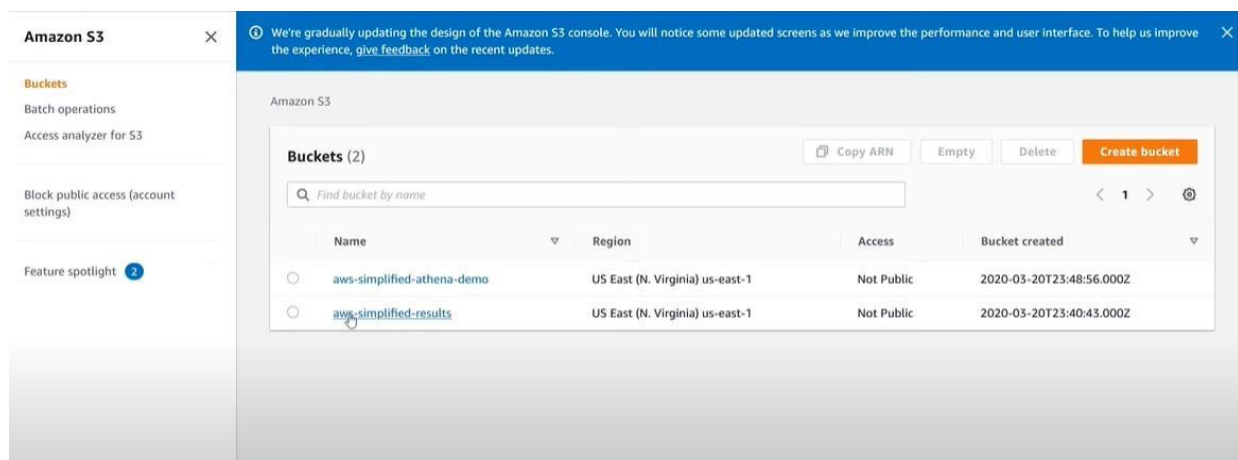 Amazon S3
We're gradually updating the design of the Amazon S3 console. You will notice some updated screens as we improve the performance and user interface. To help us improve
the experience, give feedback on the recent updates.
Buckets
Batch operations
Access analyzer for S3
Block public access (account
settings)
Feature spotlight 2
Amazon S3
Buckets (2)
Copy ARN Empty Delete Create bucket
Find bucket by name
1
Name Region Access Bucket created
aws-simplified-athena-demo US East (N. Virginia) us-east-1 Not Public 2020-03-20T23:48:56.000Z
aws-simplified-results US East (N. Virginia) us-east-1 Not Public 2020-03-20T23:40:43.000Z